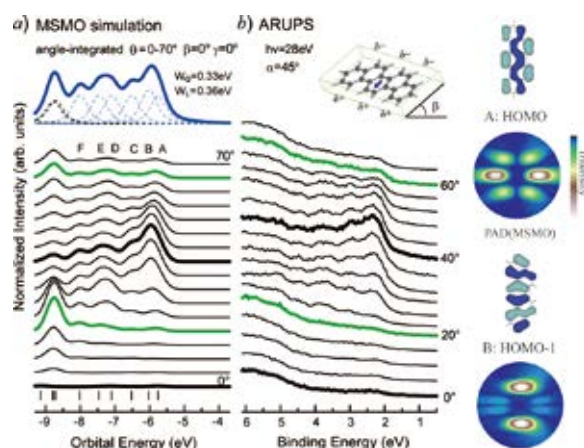 a) MSMO simulation
angle-integrated θ=0-70° β=0° γ=0°
W_G=0.33eV
W_L=0.36eV
F E D C B A
70°
0°
Normalized Intensity (arb. units)
-9 -8 -7 -6 -5 -4
Orbital Energy (eV)
b) ARUPS
hν=28eV
α=45°
δ- δ- δ-
δ+ δ+ δ+
β
60°
40°
20°
0°
6 5 4 3 2 1
Binding Energy (eV)
A: HOMO
PAD(MSMO)
B: HOMO-1